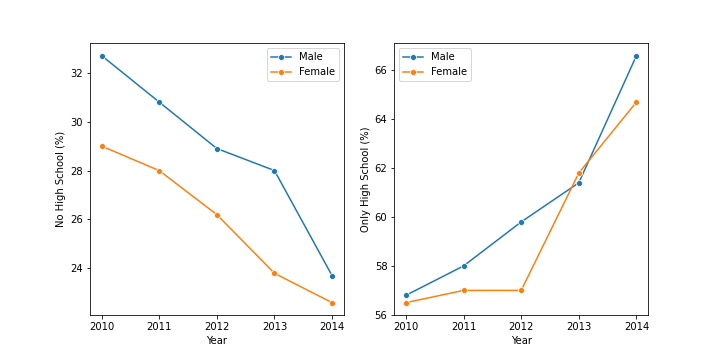 No High School (%)
32
30
28
26
24
2010 2011 2012 2013 2014
Year
Male
Female
Only High School (%)
66
64
62
60
58
56
2010 2011 2012 2013 2014
Year
Male
Female